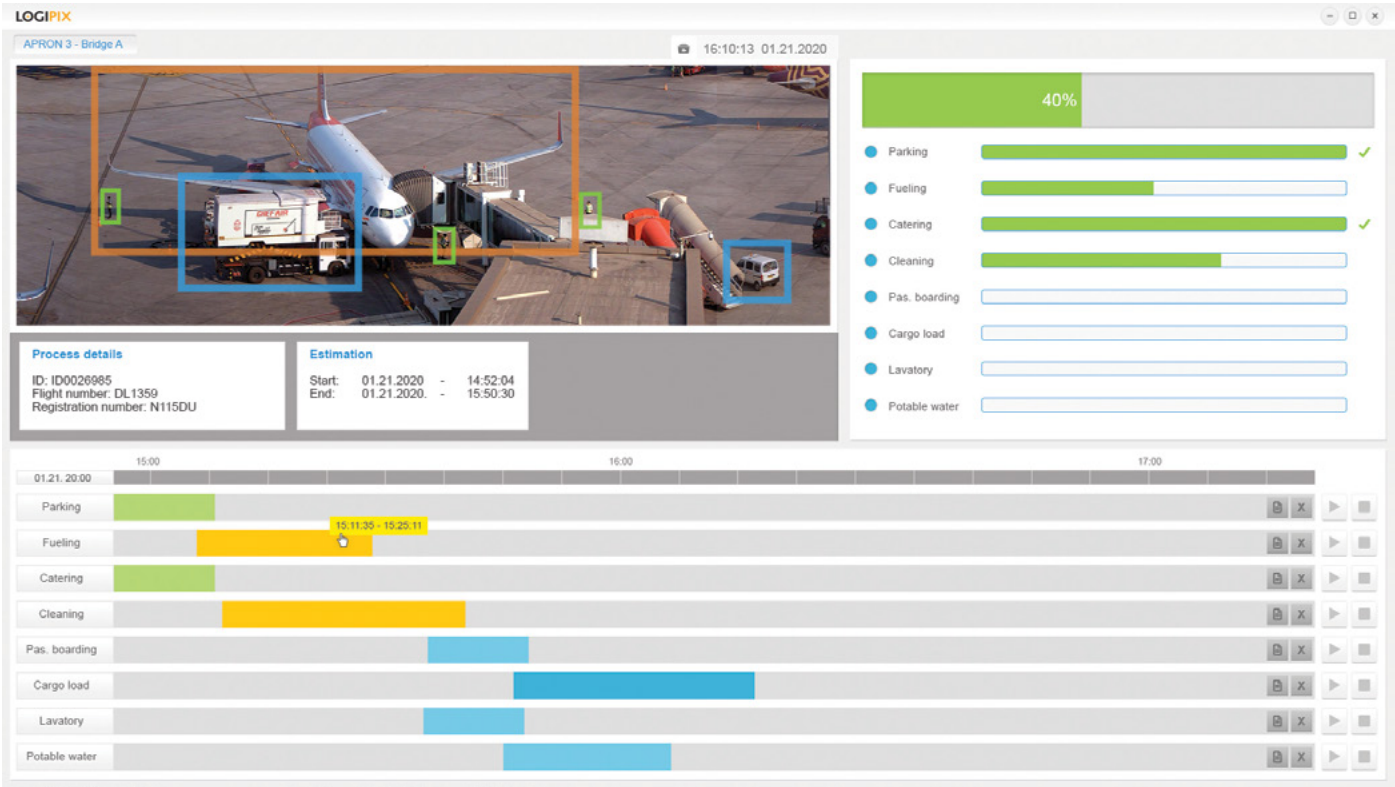 LOGIPIX
APRON 3 - Bridge A
16:10:13 01.21.2020
CHEF AIR
40%
Parking
Fueling
Catering
Cleaning
Pas. boarding
Cargo load
Lavatory
Potable water
Process details
ID: ID0026985
Flight number: DL1359
Registration number: N115DU
Estimation
Start: 01.21.2020 - 14:52:04
End: 01.21.2020. - 15:50:30
15:00 16:00 17:00
01.21. 20:00
Parking X
15:11:35 - 15:25:11
Fueling X
Catering X
Cleaning X
Pas. boarding X
Cargo load X
Lavatory X
Potable water X